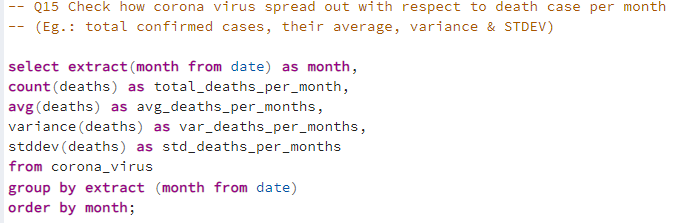 -- Q15 Check how corona virus spread out with respect to death case per month
-- (Eg.: total confirmed cases, their average, variance & STDEV)
select extract(month from date) as month,
count(deaths) as total_deaths_per_month,
avg(deaths) as avg_deaths_per_months,
variance(deaths) as var_deaths_per_months,
stddev(deaths) as std_deaths_per_months
from corona_virus
group by extract (month from date)
order by month;